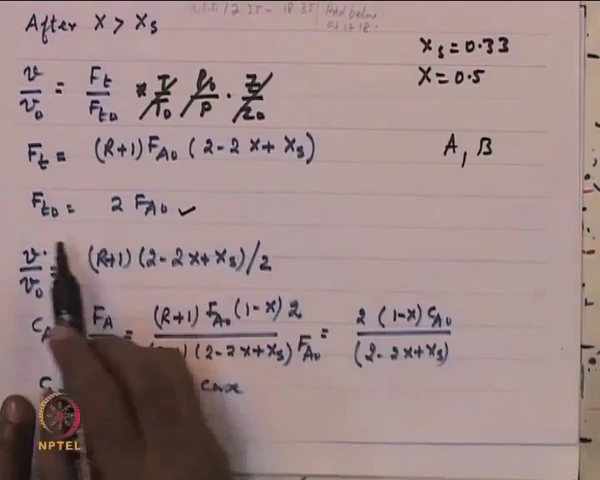 After X > Xs
Xs = 0.33
X = 0.5
v/v0 = Ft/Ft0 * T/T0 P0/P · Z/Z0
Ft = (R+1) FA0 (2 - 2X + Xs)
A, B
Ft0 = 2 FA0 ✓
v/v0 = (R+1) (2 - 2X + Xs)/2
FA = (R+1) FA0 (1-X) 2 / (2 - 2X + Xs) FA0 = 2 (1-X) CA0 / (2 - 2X + Xs)
case
NPTEL